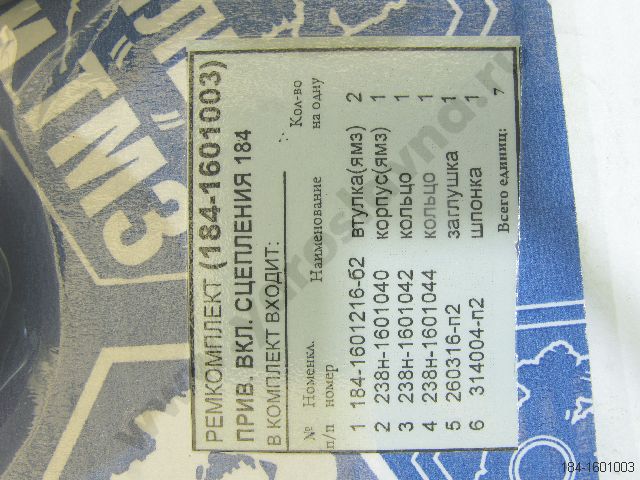 РЕМКОМПЛЕКТ (184-1601003)
ПРИВ. ВКЛ. СЦЕПЛЕНИЯ 184
В КОМПЛЕКТ ВХОДИТ:
№ п/п Номенкл. номер Наименование Кол-во на одну
1 184-1601216-б2 втулка(ямз) 2
2 238н-1601040 корпус(ямз) 1
3 238н-1601042 кольцо 1
4 238н-1601044 кольцо 1
5 260316-п2 заглушка 1
6 314004-п2 шпонка 1
Всего единиц: 7
ТМЗ
184-1601003